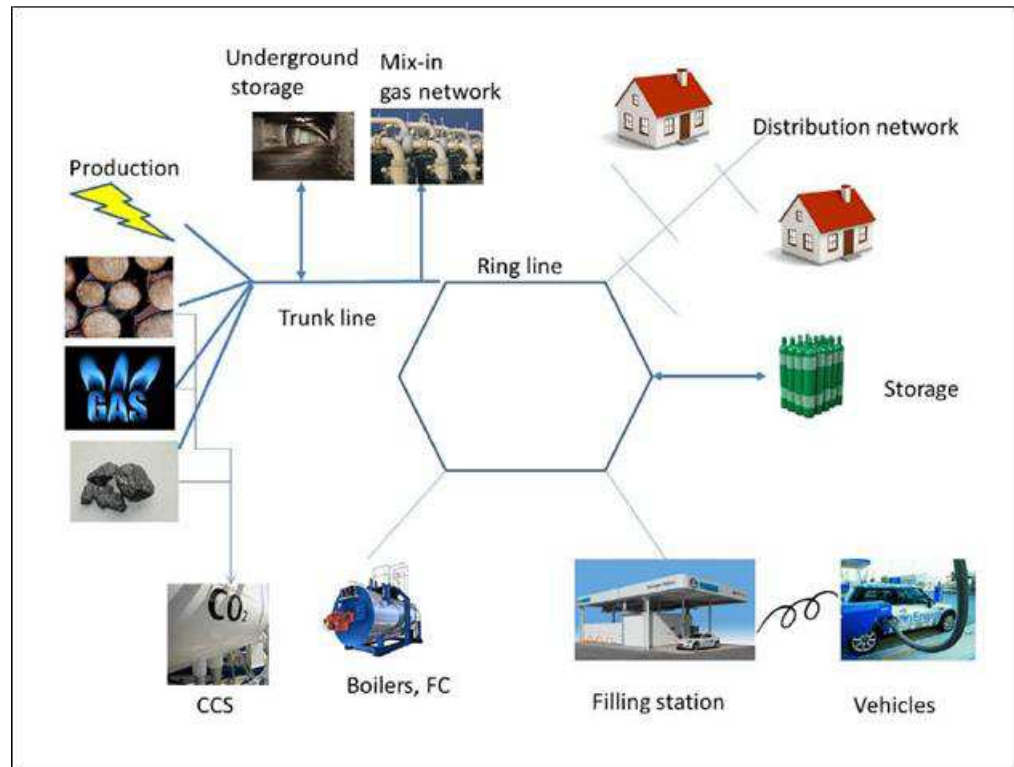 Underground
storage
Mix-in
gas network
Distribution network
Production
Ring line
Trunk line
GAS
Storage
CO2
CCS
Boilers, FC
Filling station
Vehicles